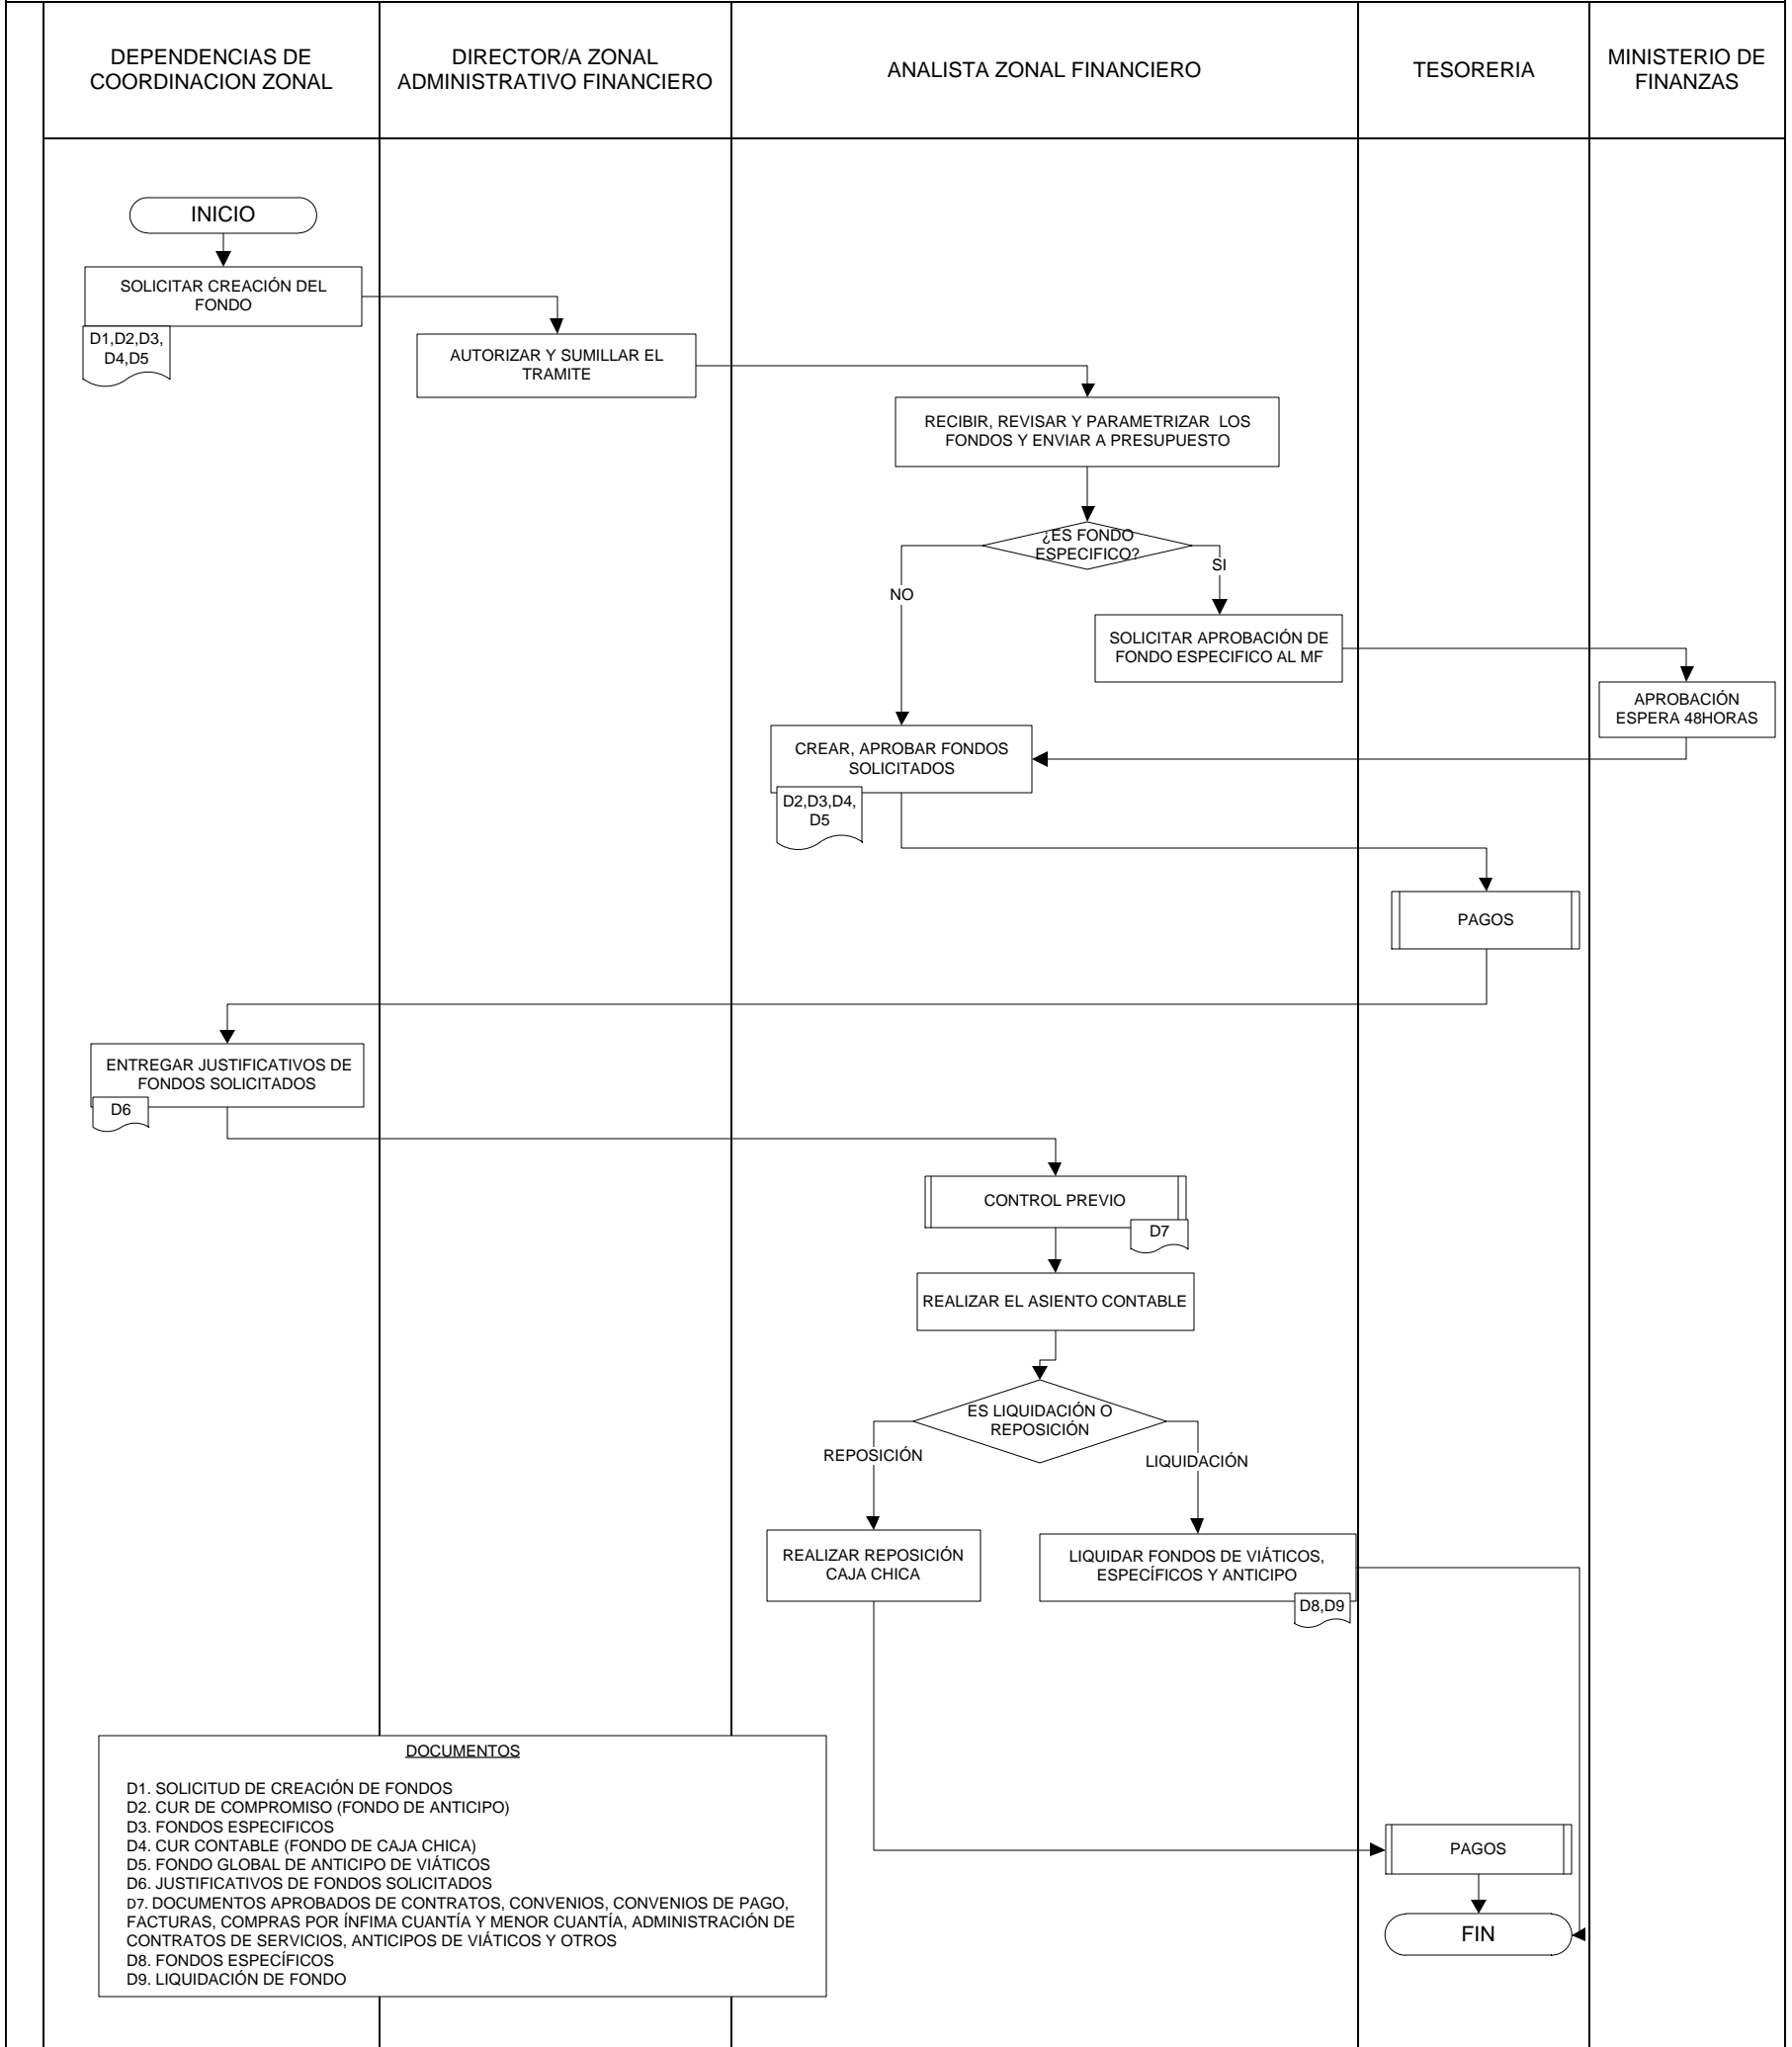 DEPENDENCIAS DE
COORDINACION ZONAL
DIRECTOR/A ZONAL
ADMINISTRATIVO FINANCIERO
ANALISTA ZONAL FINANCIERO
TESORERIA
MINISTERIO DE
FINANZAS
INICIO
SOLICITAR CREACIÓN DEL
FONDO
D1,D2,D3,
D4,D5
AUTORIZAR Y SUMILLAR EL
TRAMITE
RECIBIR, REVISAR Y PARAMETRIZAR LOS
FONDOS Y ENVIAR A PRESUPUESTO
¿ES FONDO
ESPECIFICO?
SI
NO
SOLICITAR APROBACIÓN DE
FONDO ESPECIFICO AL MF
APROBACIÓN
ESPERA 48HORAS
CREAR, APROBAR FONDOS
SOLICITADOS
D2,D3,D4,
D5
PAGOS
ENTREGAR JUSTIFICATIVOS DE
FONDOS SOLICITADOS
D6
CONTROL PREVIO
D7
REALIZAR EL ASIENTO CONTABLE
ES LIQUIDACIÓN O
REPOSICIÓN
REPOSICIÓN
LIQUIDACIÓN
REALIZAR REPOSICIÓN
CAJA CHICA
LIQUIDAR FONDOS DE VIÁTICOS,
ESPECÍFICOS Y ANTICIPO
D8,D9
DOCUMENTOS
D1. SOLICITUD DE CREACIÓN DE FONDOS
D2. CUR DE COMPROMISO (FONDO DE ANTICIPO)
D3. FONDOS ESPECIFICOS
D4. CUR CONTABLE (FONDO DE CAJA CHICA)
D5. FONDO GLOBAL DE ANTICIPO DE VIÁTICOS
D6. JUSTIFICATIVOS DE FONDOS SOLICITADOS
D7. DOCUMENTOS APROBADOS DE CONTRATOS, CONVENIOS, CONVENIOS DE PAGO,
FACTURAS, COMPRAS POR ÍNFIMA CUANTÍA Y MENOR CUANTÍA, ADMINISTRACIÓN DE
CONTRATOS DE SERVICIOS, ANTICIPOS DE VIÁTICOS Y OTROS
D8. FONDOS ESPECÍFICOS
D9. LIQUIDACIÓN DE FONDO
PAGOS
FIN